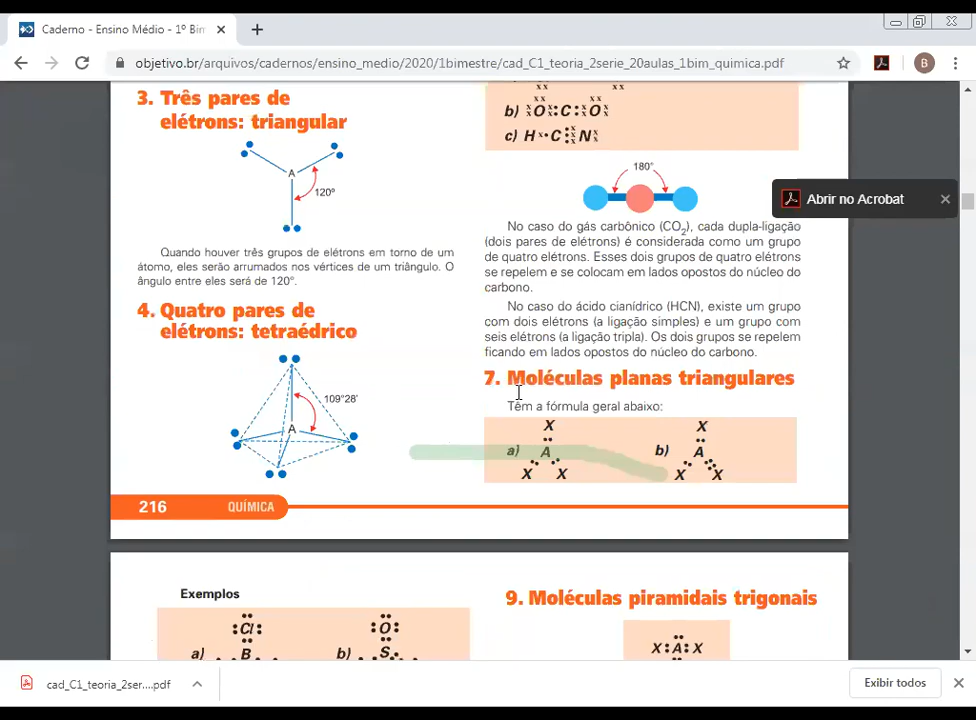 Caderno - Ensino Médio - 1º Bim
objetivo.br/arquivos/cadernos/ensino_medio/2020/1bimestre/cad_C1_teoria_2serie_20aulas_1bim_quimica.pdf
B
Abrir no Acrobat
3. Três pares de
elétrons: triangular
A
120°
Quando houver três grupos de elétrons em torno de um
átomo, eles serão arrumados nos vértices de um triângulo. O
ângulo entre eles será de 120°.
4. Quatro pares de
elétrons: tetraédrico
109°28'
A
216
QUÍMICA
b) O C O
c) H C N
180°
No caso do gás carbônico (CO₂), cada dupla-ligação
(dois pares de elétrons) é considerada como um grupo
de quatro elétrons. Esses dois grupos de quatro elétrons
se repelem e se colocam em lados opostos do núcleo do
carbono.
No caso do ácido cianídrico (HCN), existe um grupo
com dois elétrons (a ligação simples) e um grupo com
seis elétrons (a ligação tripla). Os dois grupos se repelem
ficando em lados opostos do núcleo do carbono.
7. Moléculas planas triangulares
Têm a fórmula geral abaixo:
X X
a) A b) A
X X X X
Exemplos
Cl O
a) B b) S
9. Moléculas piramidais trigonais
X:A:X
cad_C1_teoria_2ser....pdf
Exibir todos